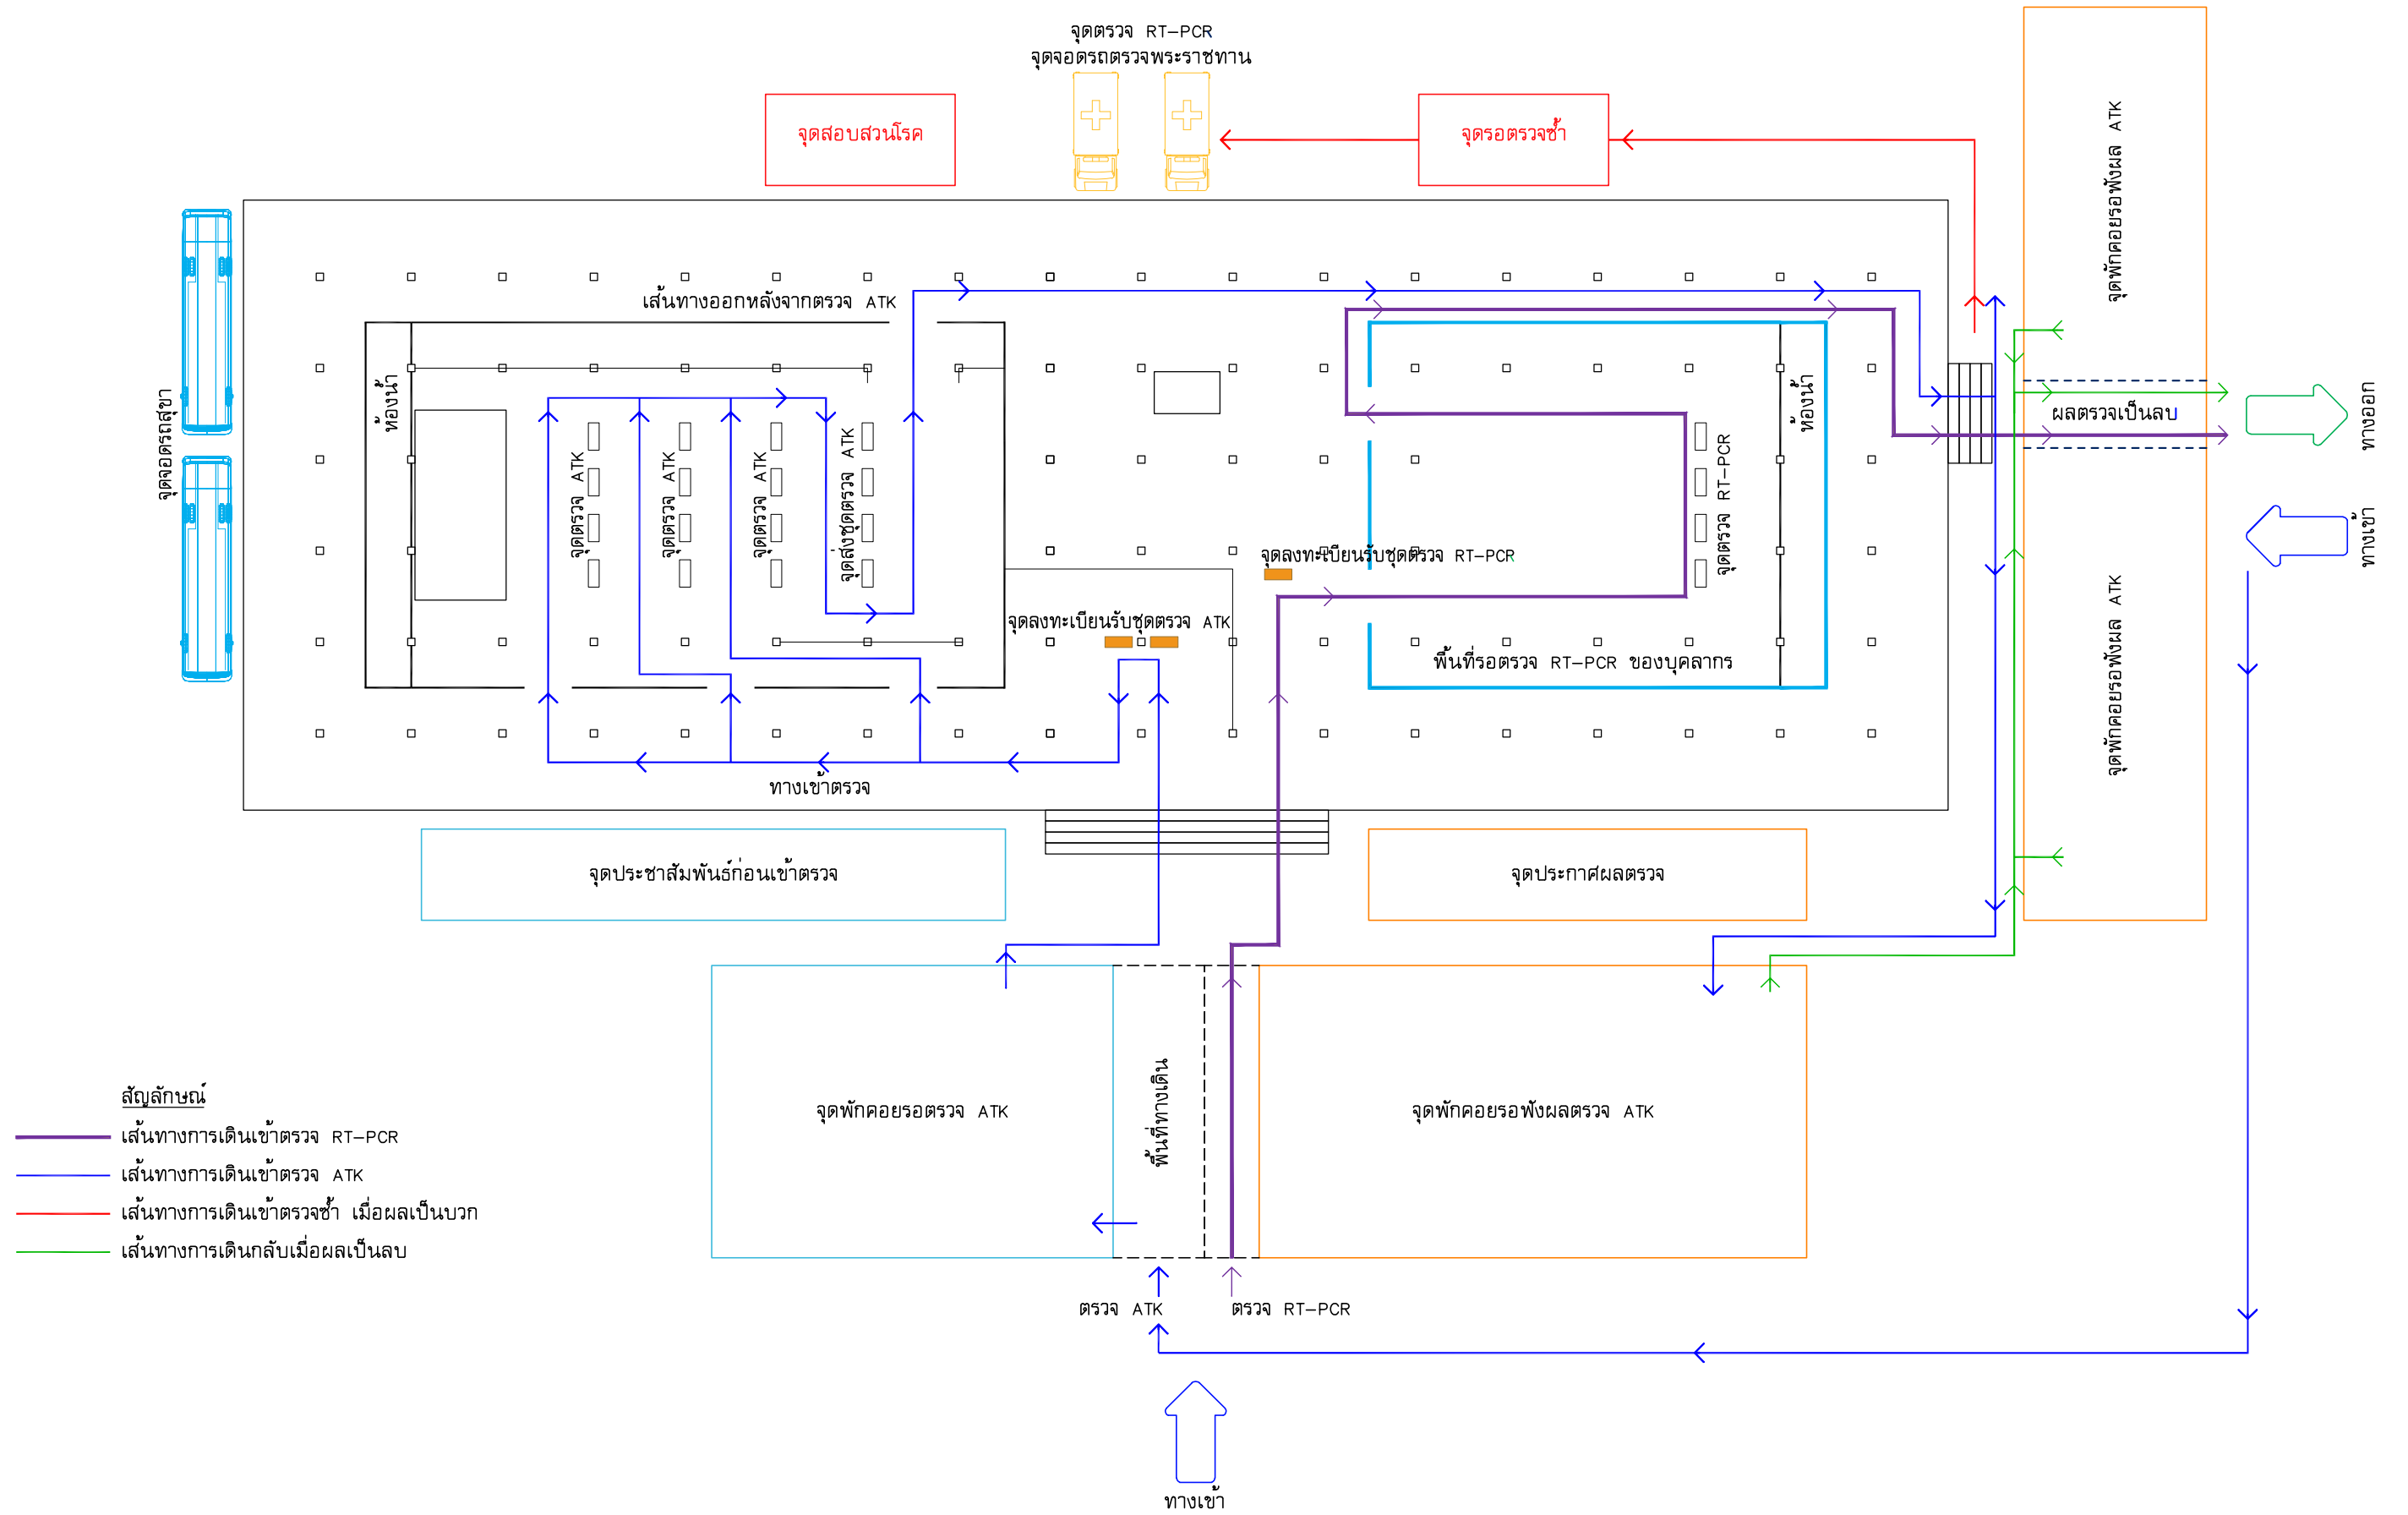 จุดตรวจ RT-PCR
จุดจอดรถตรวจพระราชทาน
จุดสอบสวนโรค
จุดรอตรวจซ้ำ
จุดพักคอยรอฟังผล ATK
เส้นทางออกหลังจากตรวจ ATK
จุดจอดรถสุขา
ห้องน้ำ
ห้องน้ำ
ผลตรวจเป็นลบ
ทางออก
จุดตรวจ ATK
จุดตรวจ ATK
จุดตรวจ ATK
จุดส่งชุดตรวจ ATK
จุดตรวจ RT-PCR
ทางเข้า
จุดลงทะเบียนรับชุดตรวจ RT-PCR
จุดลงทะเบียนรับชุดตรวจ ATK
พื้นที่รอตรวจ RT-PCR ของบุคลากร
จุดพักคอยรอฟังผล ATK
ทางเข้าตรวจ
จุดประชาสัมพันธ์ก่อนเข้าตรวจ
จุดประกาศผลตรวจ
จุดพักคอยรอตรวจ ATK
พื้นที่ทางเดิน
จุดพักคอยรอฟังผลตรวจ ATK
สัญลักษณ์
เส้นทางการเดินเข้าตรวจ RT-PCR
เส้นทางการเดินเข้าตรวจ ATK
เส้นทางการเดินเข้าตรวจซ้ำ เมื่อผลเป็นบวก
เส้นทางการเดินกลับเมื่อผลเป็นลบ
ตรวจ ATK
ตรวจ RT-PCR
ทางเข้า